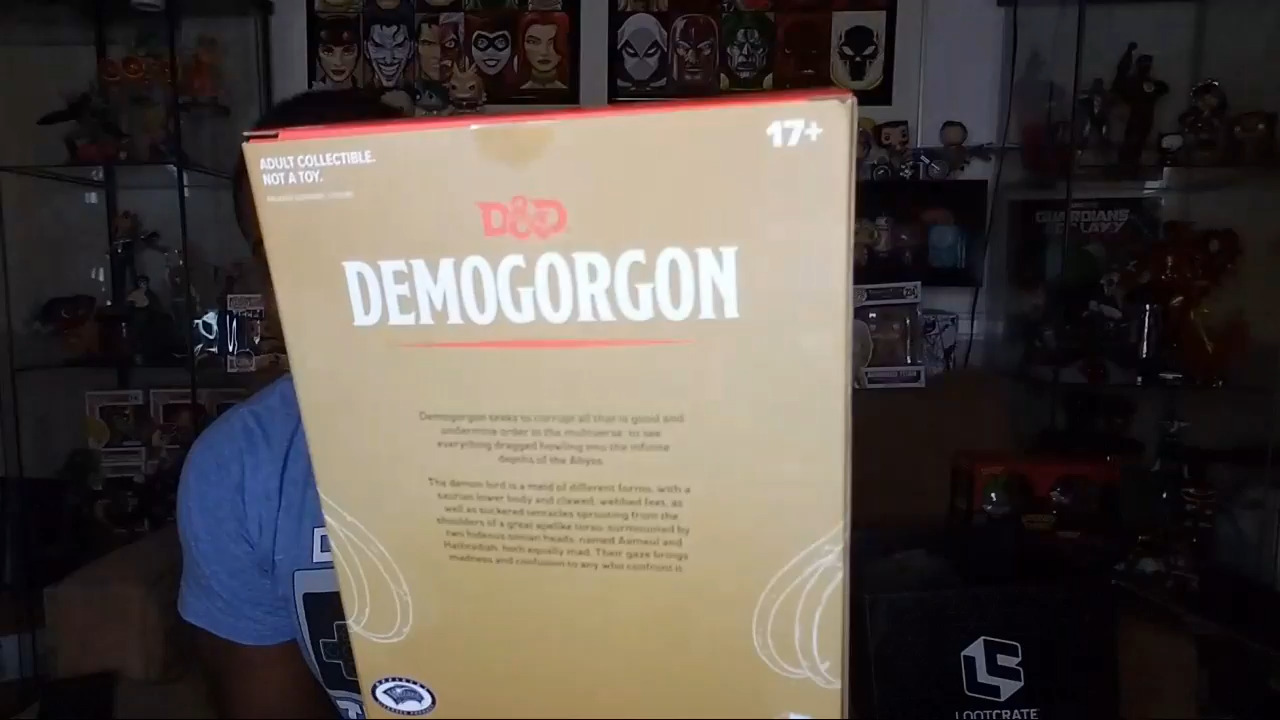 ADULT COLLECTIBLE.
NOT A TOY.
17+
D&D
DEMOGORGON
Demogorgon seeks to corrupt all that is good and
undermine order in the multiverse, to see
everything dragged howling into the infinite
depths of the Abyss.
The demon lord is a meld of different forms, with a
saurian lower body and clawed, webbed feet, as
well as suckered tentacles sprouting from the
shoulders of a great apelike torso, surmounted by
two hideous simian heads, named Aameul and
Hathradiah, both equally mad. Their gaze brings
madness and confusion to any who confront it.
GUARDIANS
GALAXY
LOOTCRATE